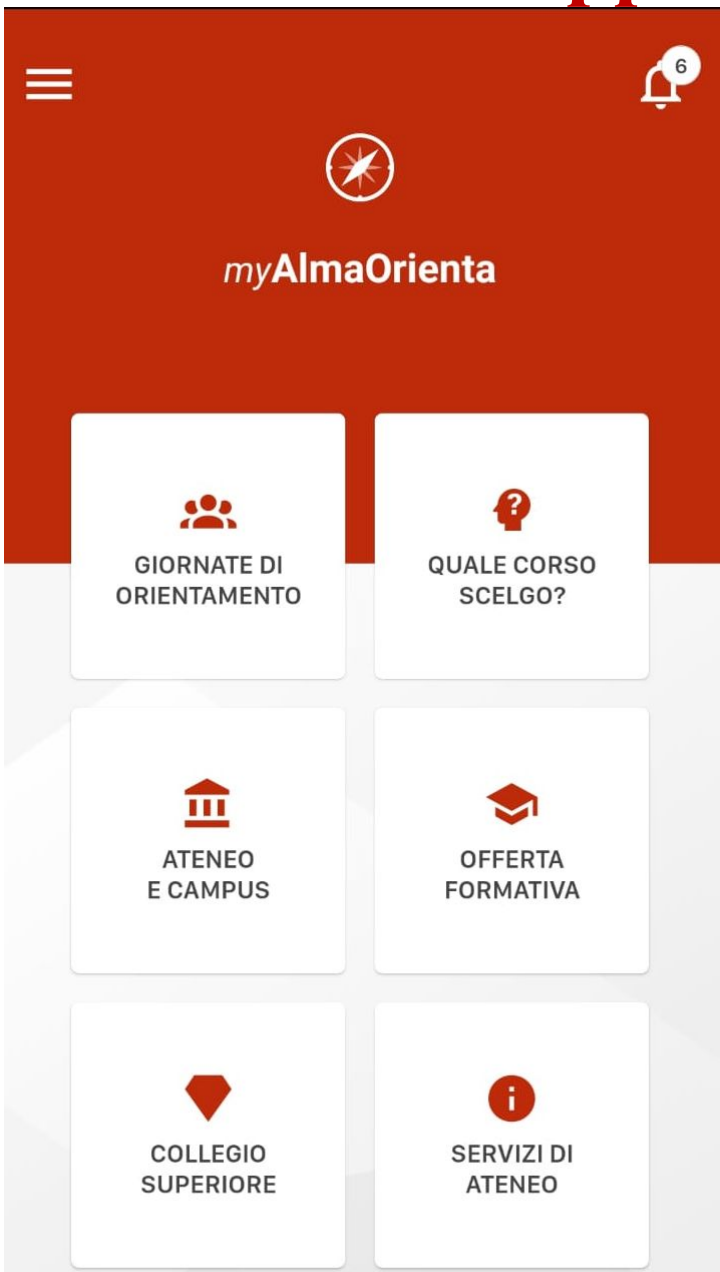 6
myAlmaOrienta
GIORNATE DI
ORIENTAMENTO
QUALE CORSO
SCELGO?
ATENEO
E CAMPUS
OFFERTA
FORMATIVA
COLLEGIO
SUPERIORE
SERVIZI DI
ATENEO